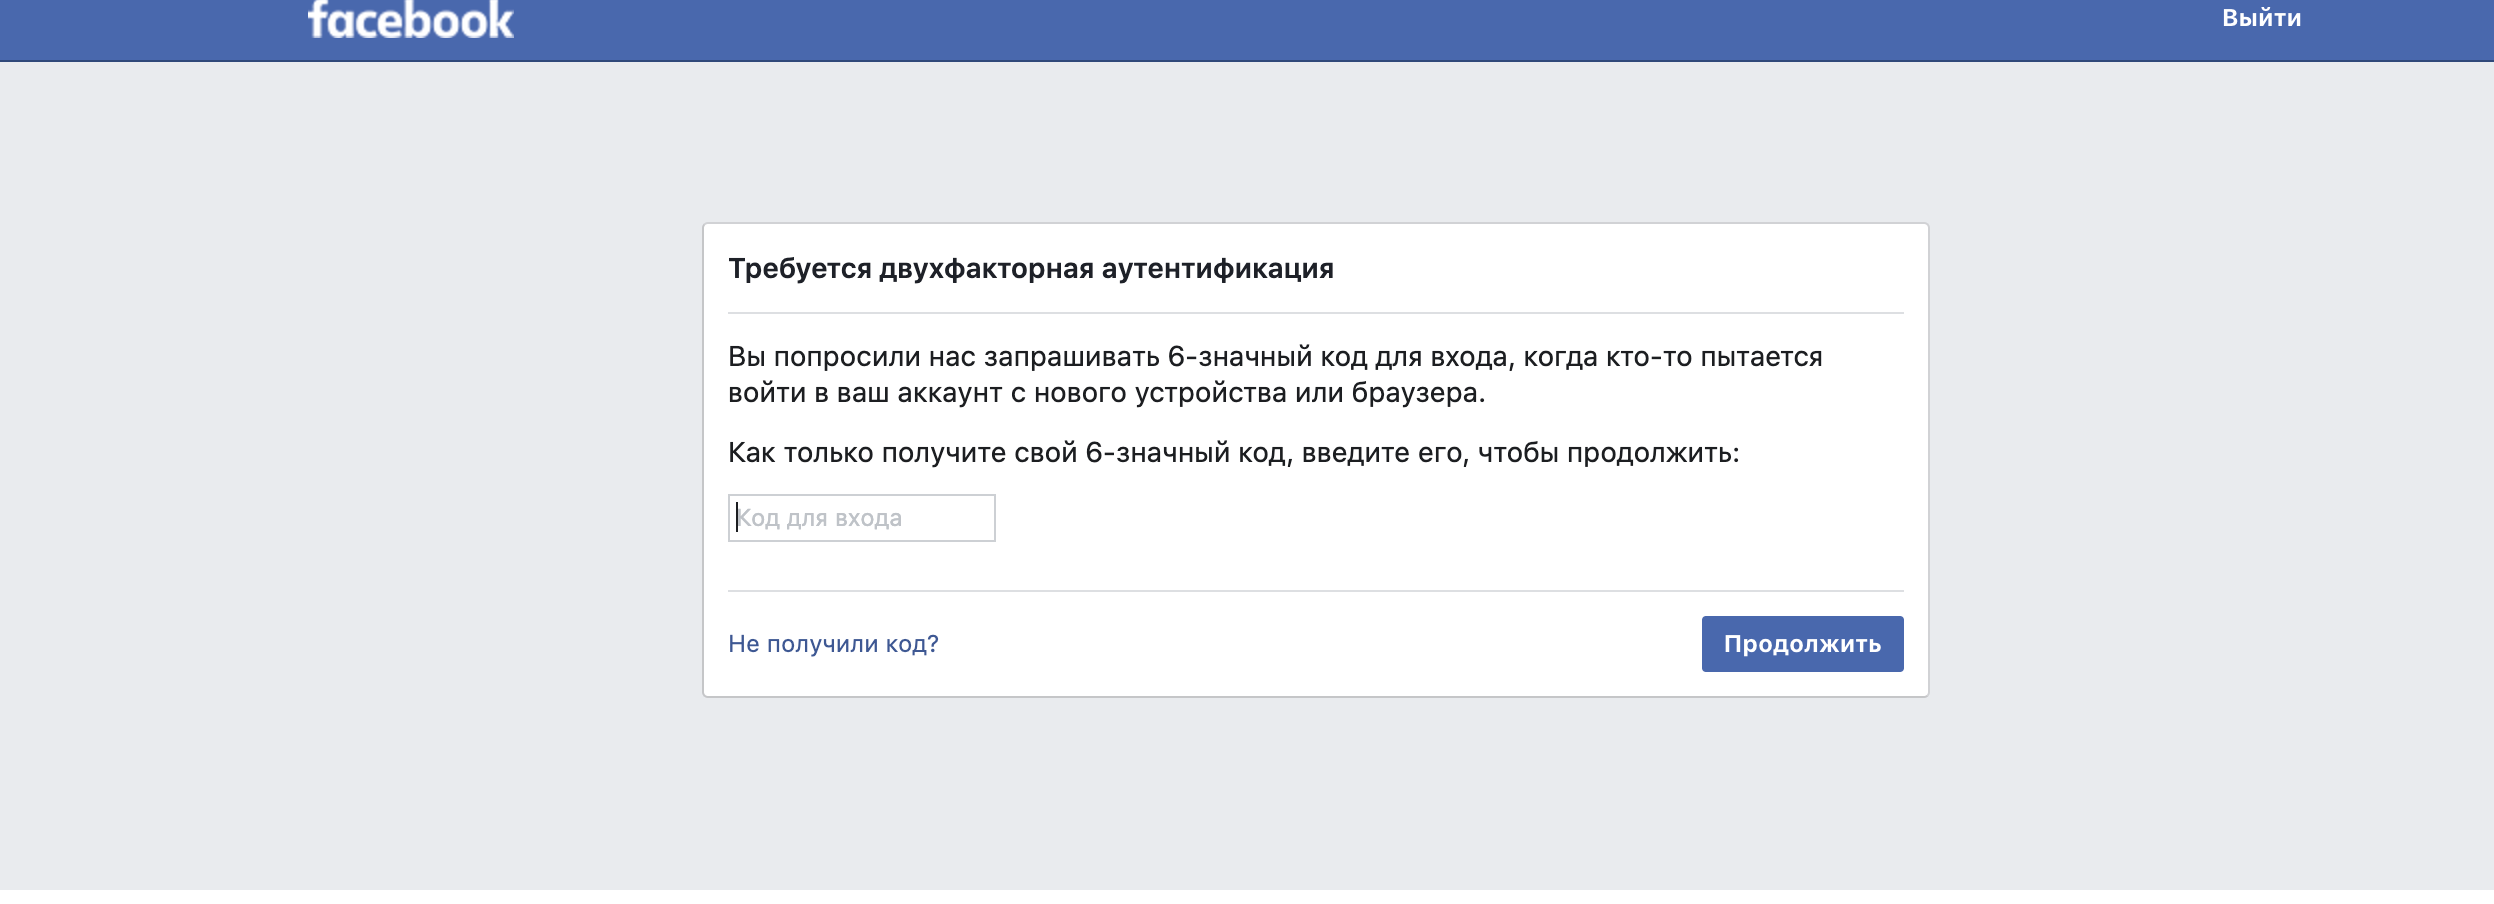 facebook
Выйти
Требуется двухфакторная аутентификация
Вы попросили нас запрашивать 6-значный код для входа, когда кто-то пытается
войти в ваш аккаунт с нового устройства или браузера.
Как только получите свой 6-значный код, введите его, чтобы продолжить:
Код для входа
Не получили код?
Продолжить